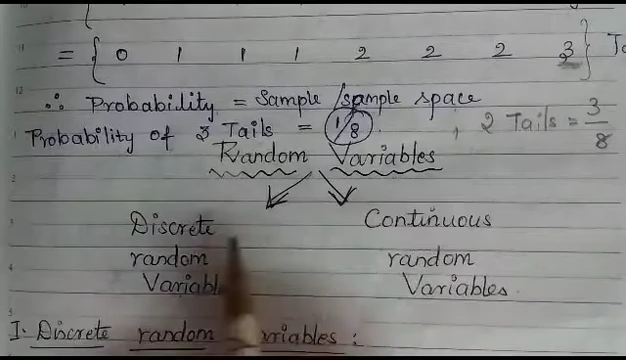 = { 0 1 1 1 2 2 2 3 }
∴ Probability = Sample / sample space
Probability of 3 Tails = 1/8 , 2 Tails = 3/8
Random Variables
Discrete random Variabl
Continuous random Variables.
I. Discrete random variables :